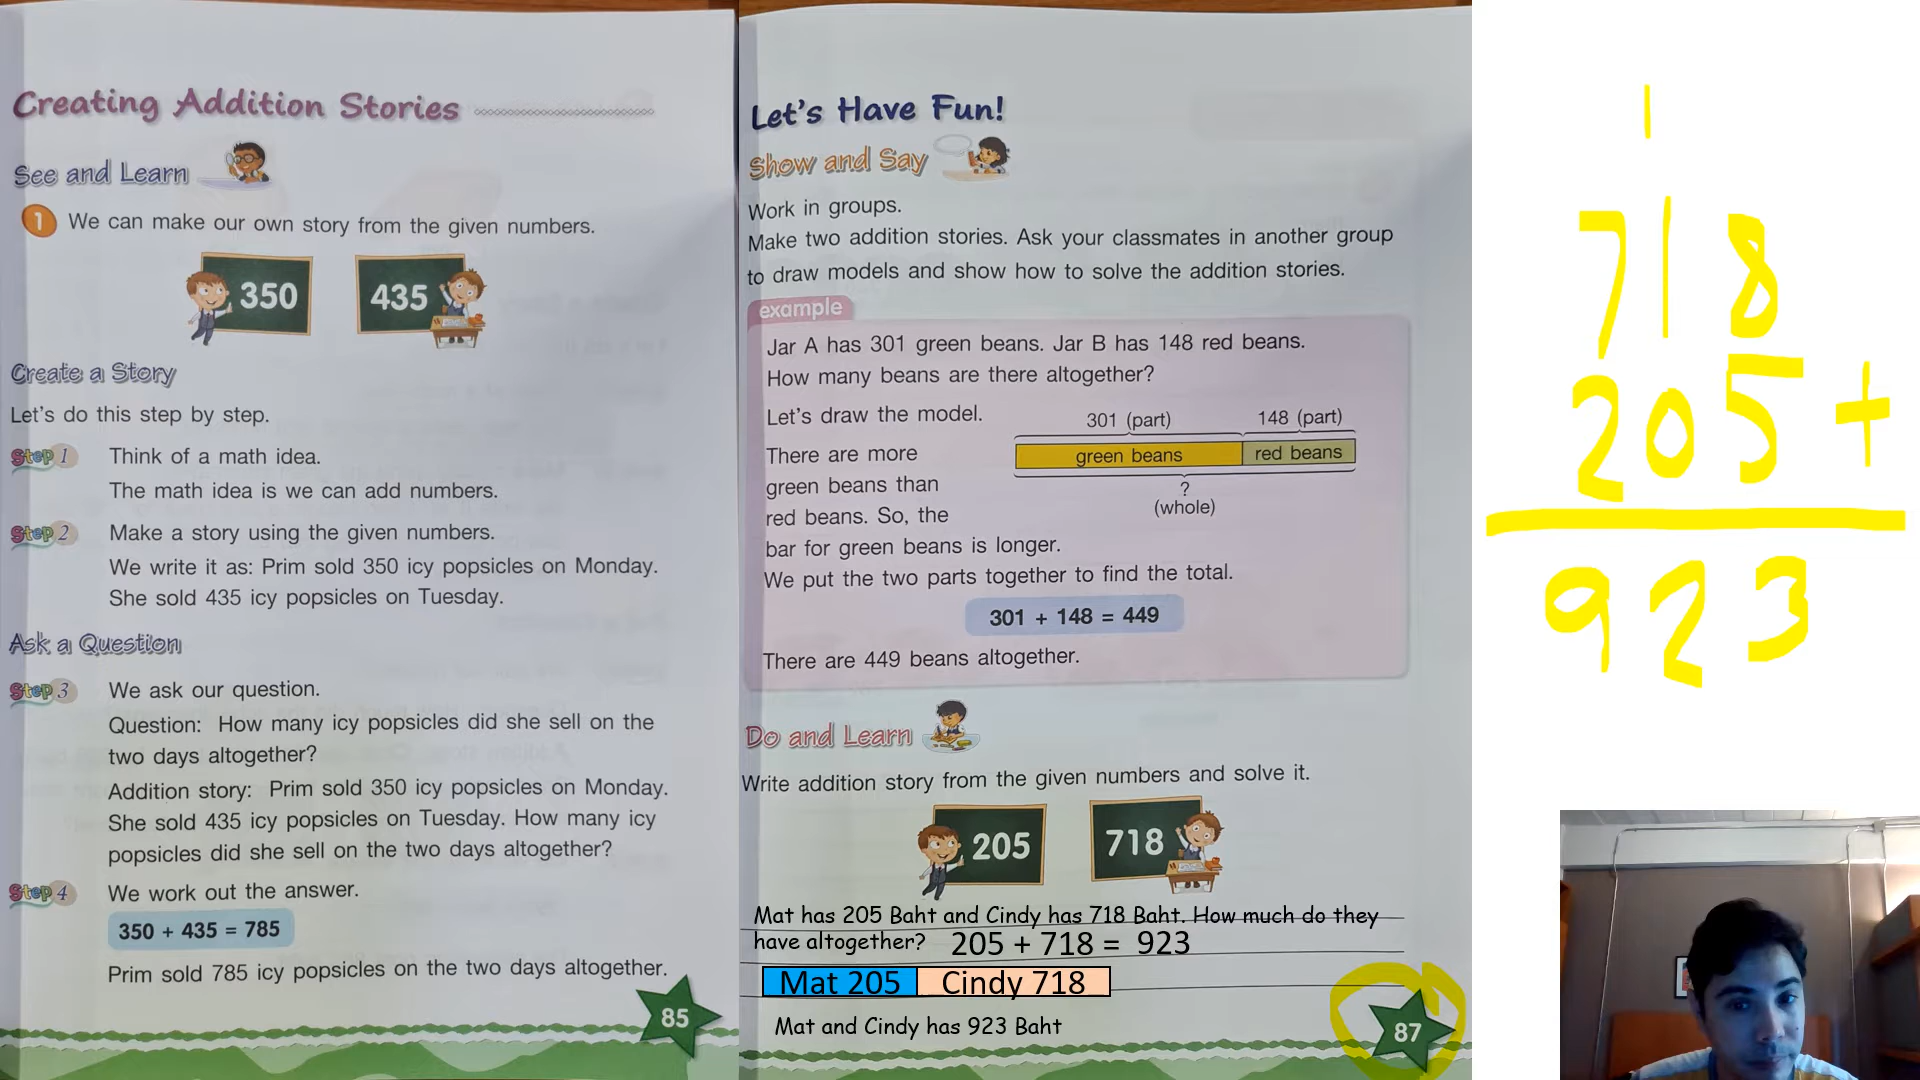 Creating Addition Stories
See and Learn
1 We can make our own story from the given numbers.
350 435
Create a Story
Let's do this step by step.
Step 1 Think of a math idea.
The math idea is we can add numbers.
Step 2 Make a story using the given numbers.
We write it as: Prim sold 350 icy popsicles on Monday.
She sold 435 icy popsicles on Tuesday.
Ask a Question
Step 3 We ask our question.
Question: How many icy popsicles did she sell on the
two days altogether?
Addition story: Prim sold 350 icy popsicles on Monday.
She sold 435 icy popsicles on Tuesday. How many icy
popsicles did she sell on the two days altogether?
Step 4 We work out the answer.
350 + 435 = 785
Prim sold 785 icy popsicles on the two days altogether.
85
Let's Have Fun!
Show and Say
Work in groups.
Make two addition stories. Ask your classmates in another group
to draw models and show how to solve the addition stories.
example
Jar A has 301 green beans. Jar B has 148 red beans.
How many beans are there altogether?
Let's draw the model.
There are more
green beans than
red beans. So, the
bar for green beans is longer.
301 (part) 148 (part)
green beans red beans
?
(whole)
We put the two parts together to find the total.
301 + 148 = 449
There are 449 beans altogether.
Do and Learn
Write addition story from the given numbers and solve it.
205 718
Mat has 205 Baht and Cindy has 718 Baht. How much do they
have altogether? 205 + 718 = 923
Mat 205 Cindy 718
Mat and Cindy has 923 Baht
87
1
718
205 +
923